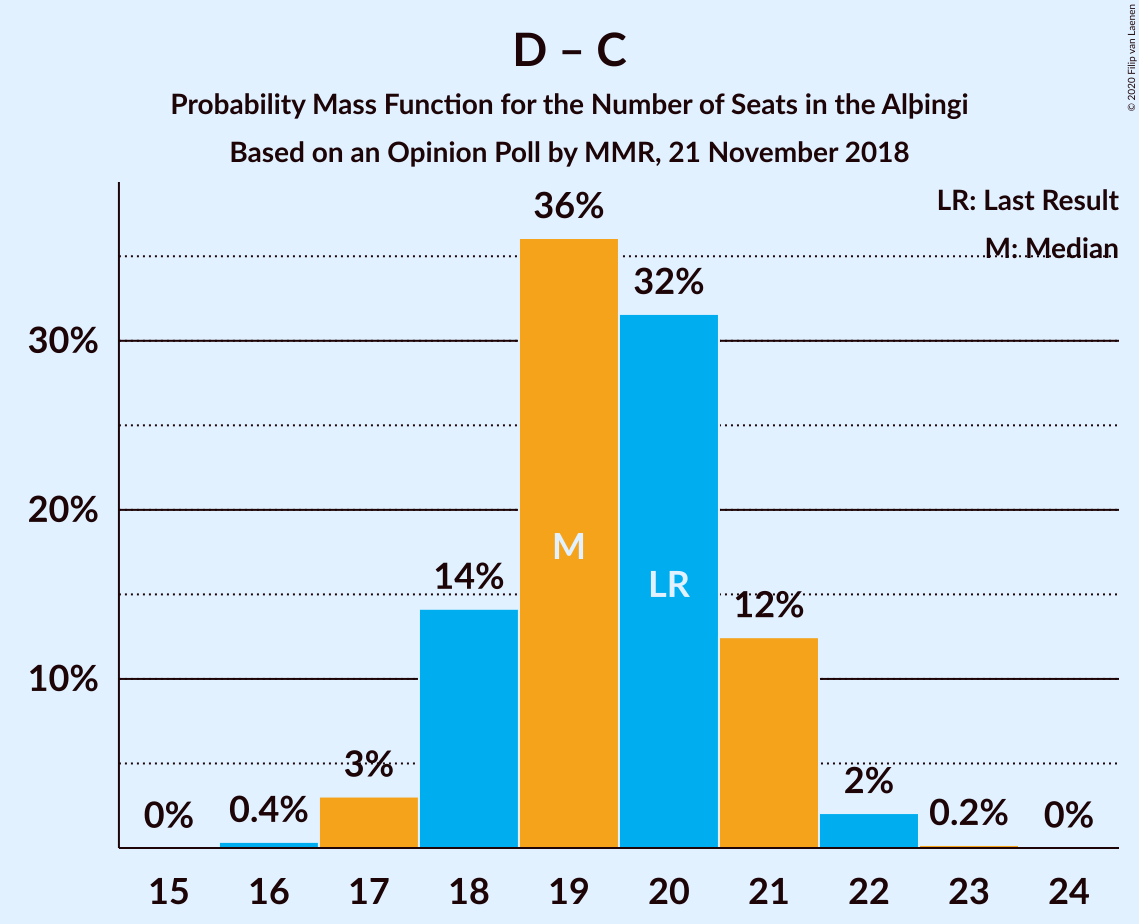 D – C
Probability Mass Function for the Number of Seats in the Alþingi
Based on an Opinion Poll by MMR, 21 November 2018
© 2020 Filip van Laenen
LR: Last Result
M: Median
36%
32%
30%
20%
M
14%
LR
12%
10%
3%
2%
0%
0.4%
0.2%
0%
15 16 17 18 19 20 21 22 23 24